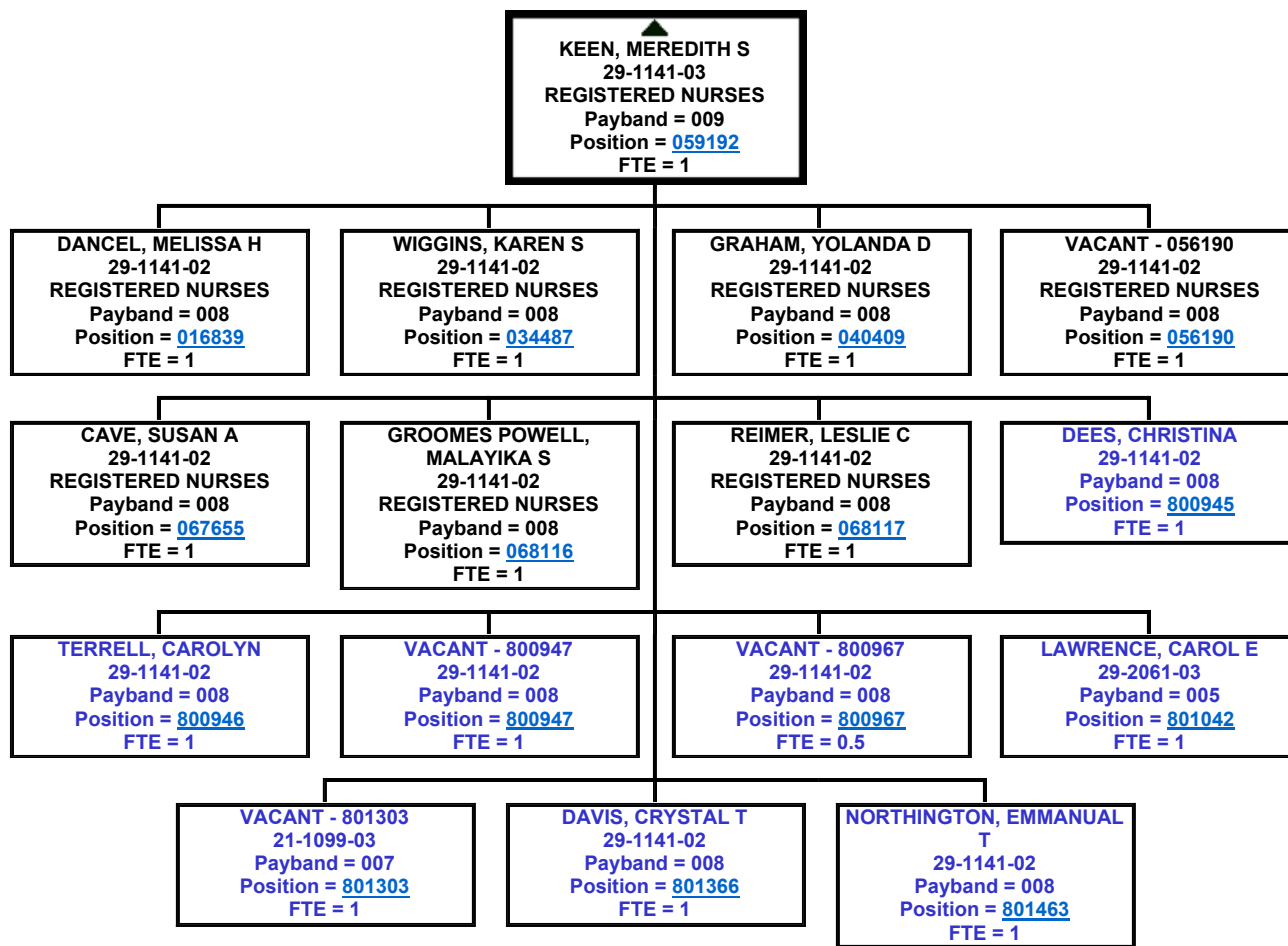 KEEN, MEREDITH S
29-1141-03
REGISTERED NURSES
Payband = 009
Position = 059192
FTE = 1
DANCEL, MELISSA H
29-1141-02
REGISTERED NURSES
Payband = 008
Position = 016839
FTE = 1
WIGGINS, KAREN S
29-1141-02
REGISTERED NURSES
Payband = 008
Position = 034487
FTE = 1
GRAHAM, YOLANDA D
29-1141-02
REGISTERED NURSES
Payband = 008
Position = 040409
FTE = 1
VACANT - 056190
29-1141-02
REGISTERED NURSES
Payband = 008
Position = 056190
FTE = 1
CAVE, SUSAN A
29-1141-02
REGISTERED NURSES
Payband = 008
Position = 067655
FTE = 1
GROOMES POWELL,
MALAYIKA S
29-1141-02
REGISTERED NURSES
Payband = 008
Position = 068116
FTE = 1
REIMER, LESLIE C
29-1141-02
REGISTERED NURSES
Payband = 008
Position = 068117
FTE = 1
DEES, CHRISTINA
29-1141-02
Payband = 008
Position = 800945
FTE = 1
TERRELL, CAROLYN
29-1141-02
Payband = 008
Position = 800946
FTE = 1
VACANT - 800947
29-1141-02
Payband = 008
Position = 800947
FTE = 1
VACANT - 800967
29-1141-02
Payband = 008
Position = 800967
FTE = 0.5
LAWRENCE, CAROL E
29-2061-03
Payband = 005
Position = 801042
FTE = 1
VACANT - 801303
21-1099-03
Payband = 007
Position = 801303
FTE = 1
DAVIS, CRYSTAL T
29-1141-02
Payband = 008
Position = 801366
FTE = 1
NORTHINGTON, EMMANUAL
T
29-1141-02
Payband = 008
Position = 801463
FTE = 1